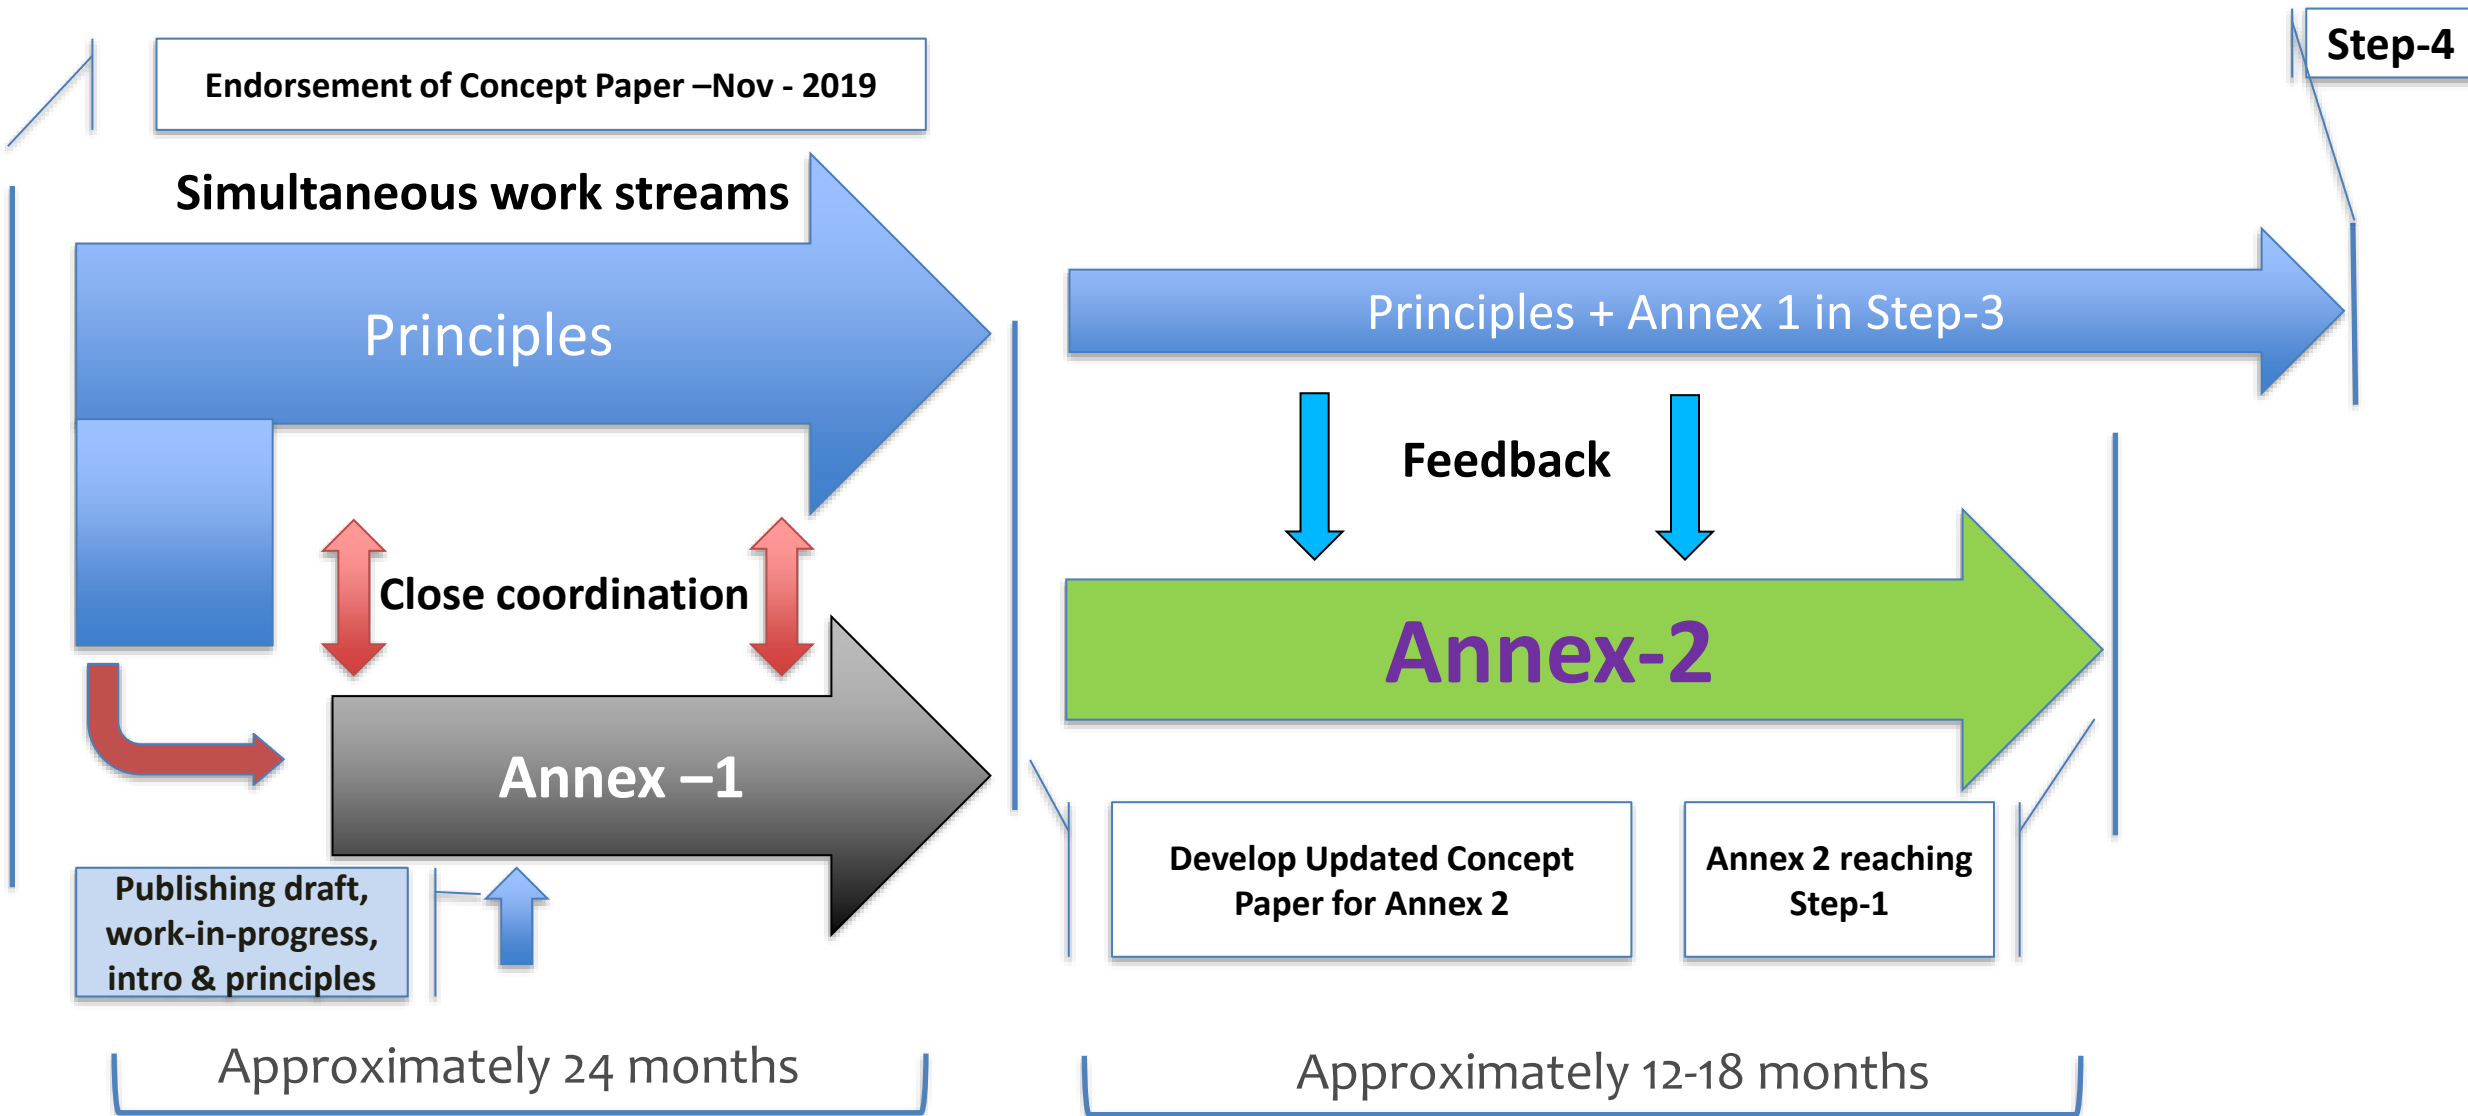 Step-4
Endorsement of Concept Paper –Nov - 2019
Simultaneous work streams
Principles
Principles + Annex 1 in Step-3
Feedback
Close coordination
Annex-2
Annex –1
Develop Updated Concept
Paper for Annex 2
Annex 2 reaching
Step-1
Publishing draft,
work-in-progress,
intro & principles
Approximately 24 months
Approximately 12-18 months